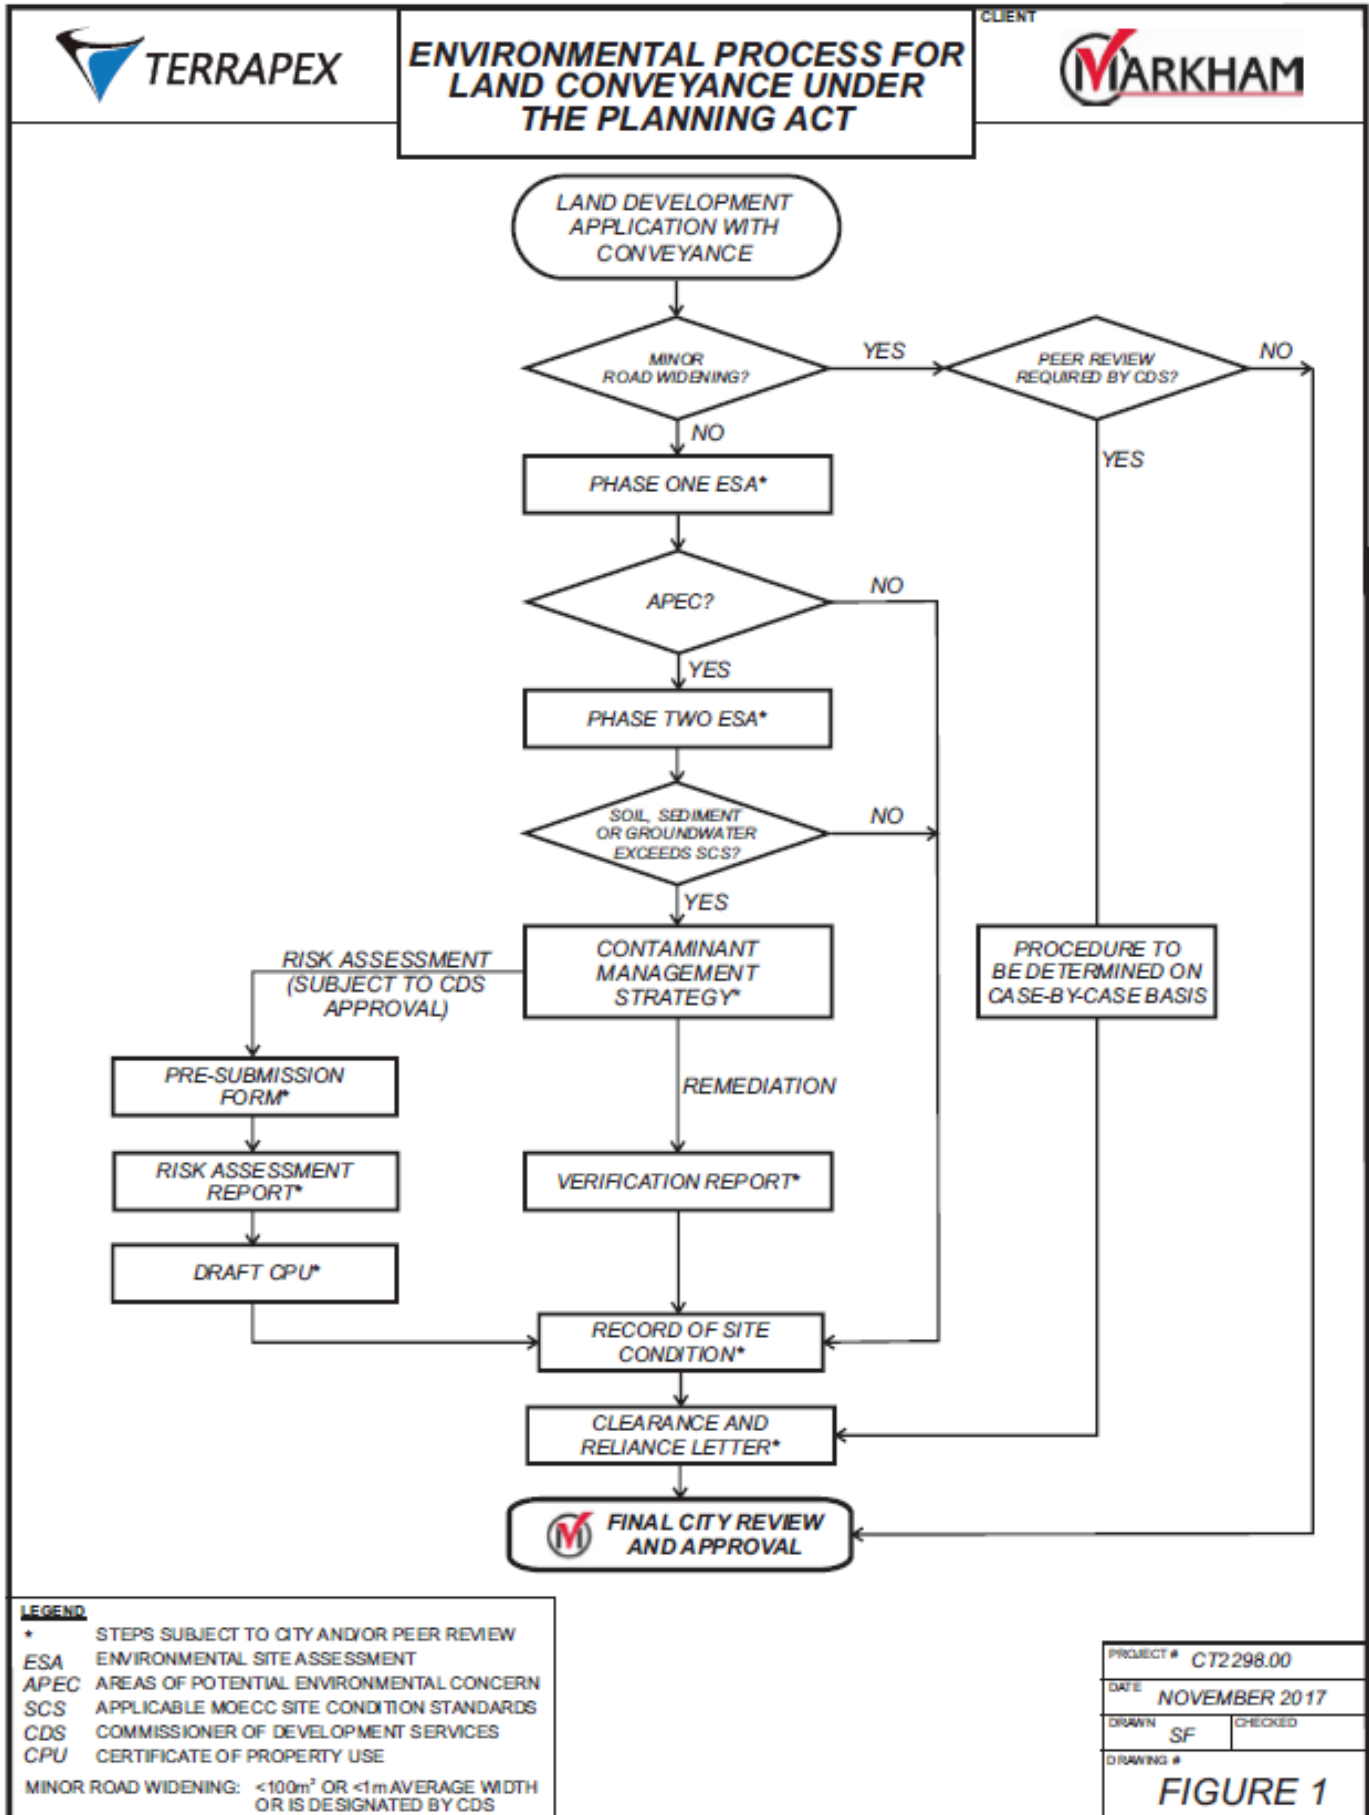 TERRAPEX
ENVIRONMENTAL PROCESS FOR
LAND CONVEYANCE UNDER
THE PLANNING ACT
CLIENT
MARKHAM
LAND DEVELOPMENT
APPLICATION WITH
CONVEYANCE
MINOR
ROAD WIDENING?
YES
PEER REVIEW
REQUIRED BY CDS?
NO
NO
YES
PHASE ONE ESA*
APEC?
NO
YES
PHASE TWO ESA*
SOIL, SEDIMENT
OR GROUNDWATER
EXCEEDS SCS?
NO
YES
CONTAMINANT
MANAGEMENT
STRATEGY*
RISK ASSESSMENT
(SUBJECT TO CDS
APPROVAL)
PROCEDURE TO
BE DETERMINED ON
CASE-BY-CASE BASIS
PRE-SUBMISSION
FORM*
REMEDIATION
RISK ASSESSMENT
REPORT*
VERIFICATION REPORT*
DRAFT CPU*
RECORD OF SITE
CONDITION*
CLEARANCE AND
RELIANCE LETTER*
M
FINAL CITY REVIEW
AND APPROVAL
LEGEND
* STEPS SUBJECT TO CITY AND/OR PEER REVIEW
ESA ENVIRONMENTAL SITE ASSESSMENT
APEC AREAS OF POTENTIAL ENVIRONMENTAL CONCERN
SCS APPLICABLE MOECC SITE CONDITION STANDARDS
CDS COMMISSIONER OF DEVELOPMENT SERVICES
CPU CERTIFICATE OF PROPERTY USE
MINOR ROAD WIDENING: <100m² OR <1m AVERAGE WIDTH
OR IS DESIGNATED BY CDS
PROJECT # CT2298.00
DATE NOVEMBER 2017
DRAWN SF CHECKED
DRAWING #
FIGURE 1